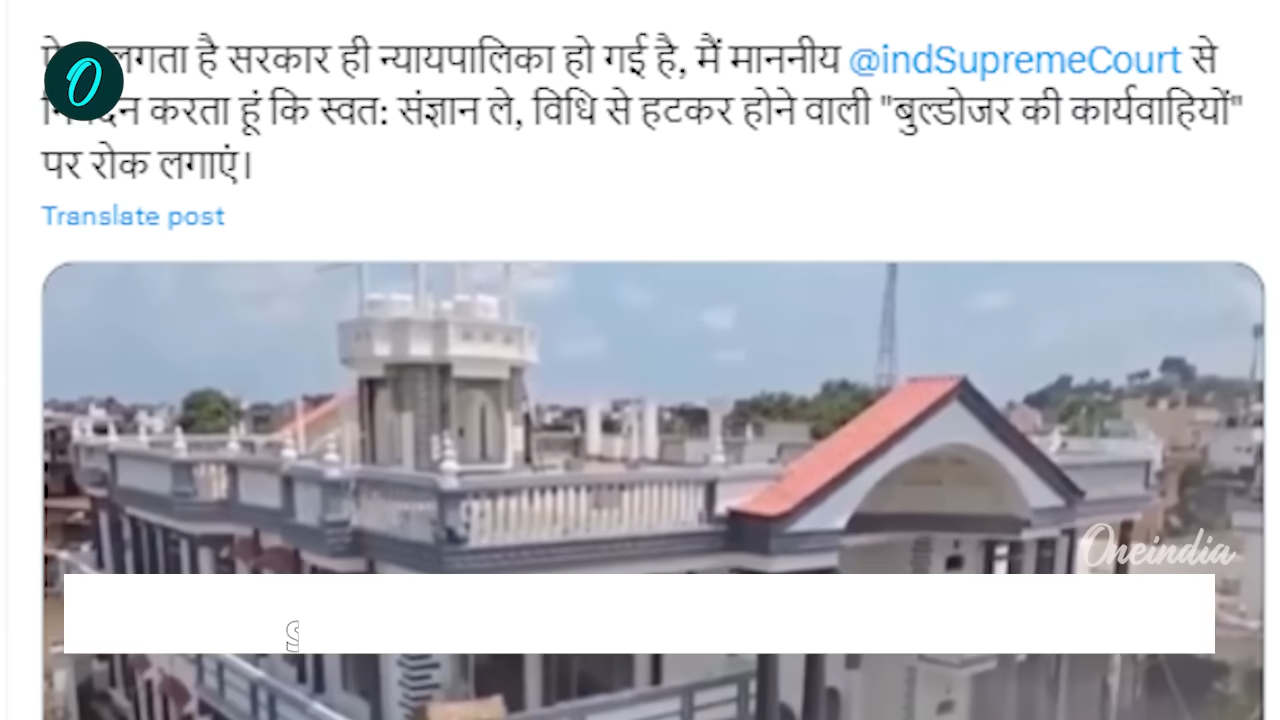 लगता है सरकार ही न्यायपालिका हो गई है, मैं माननीय @indSupremeCourt से
करता हूं कि स्वत: संज्ञान ले, विधि से हटकर होने वाली "बुल्डोजर की कार्यवाहियों"
पर रोक लगाएं।
Translate post
Oneindia